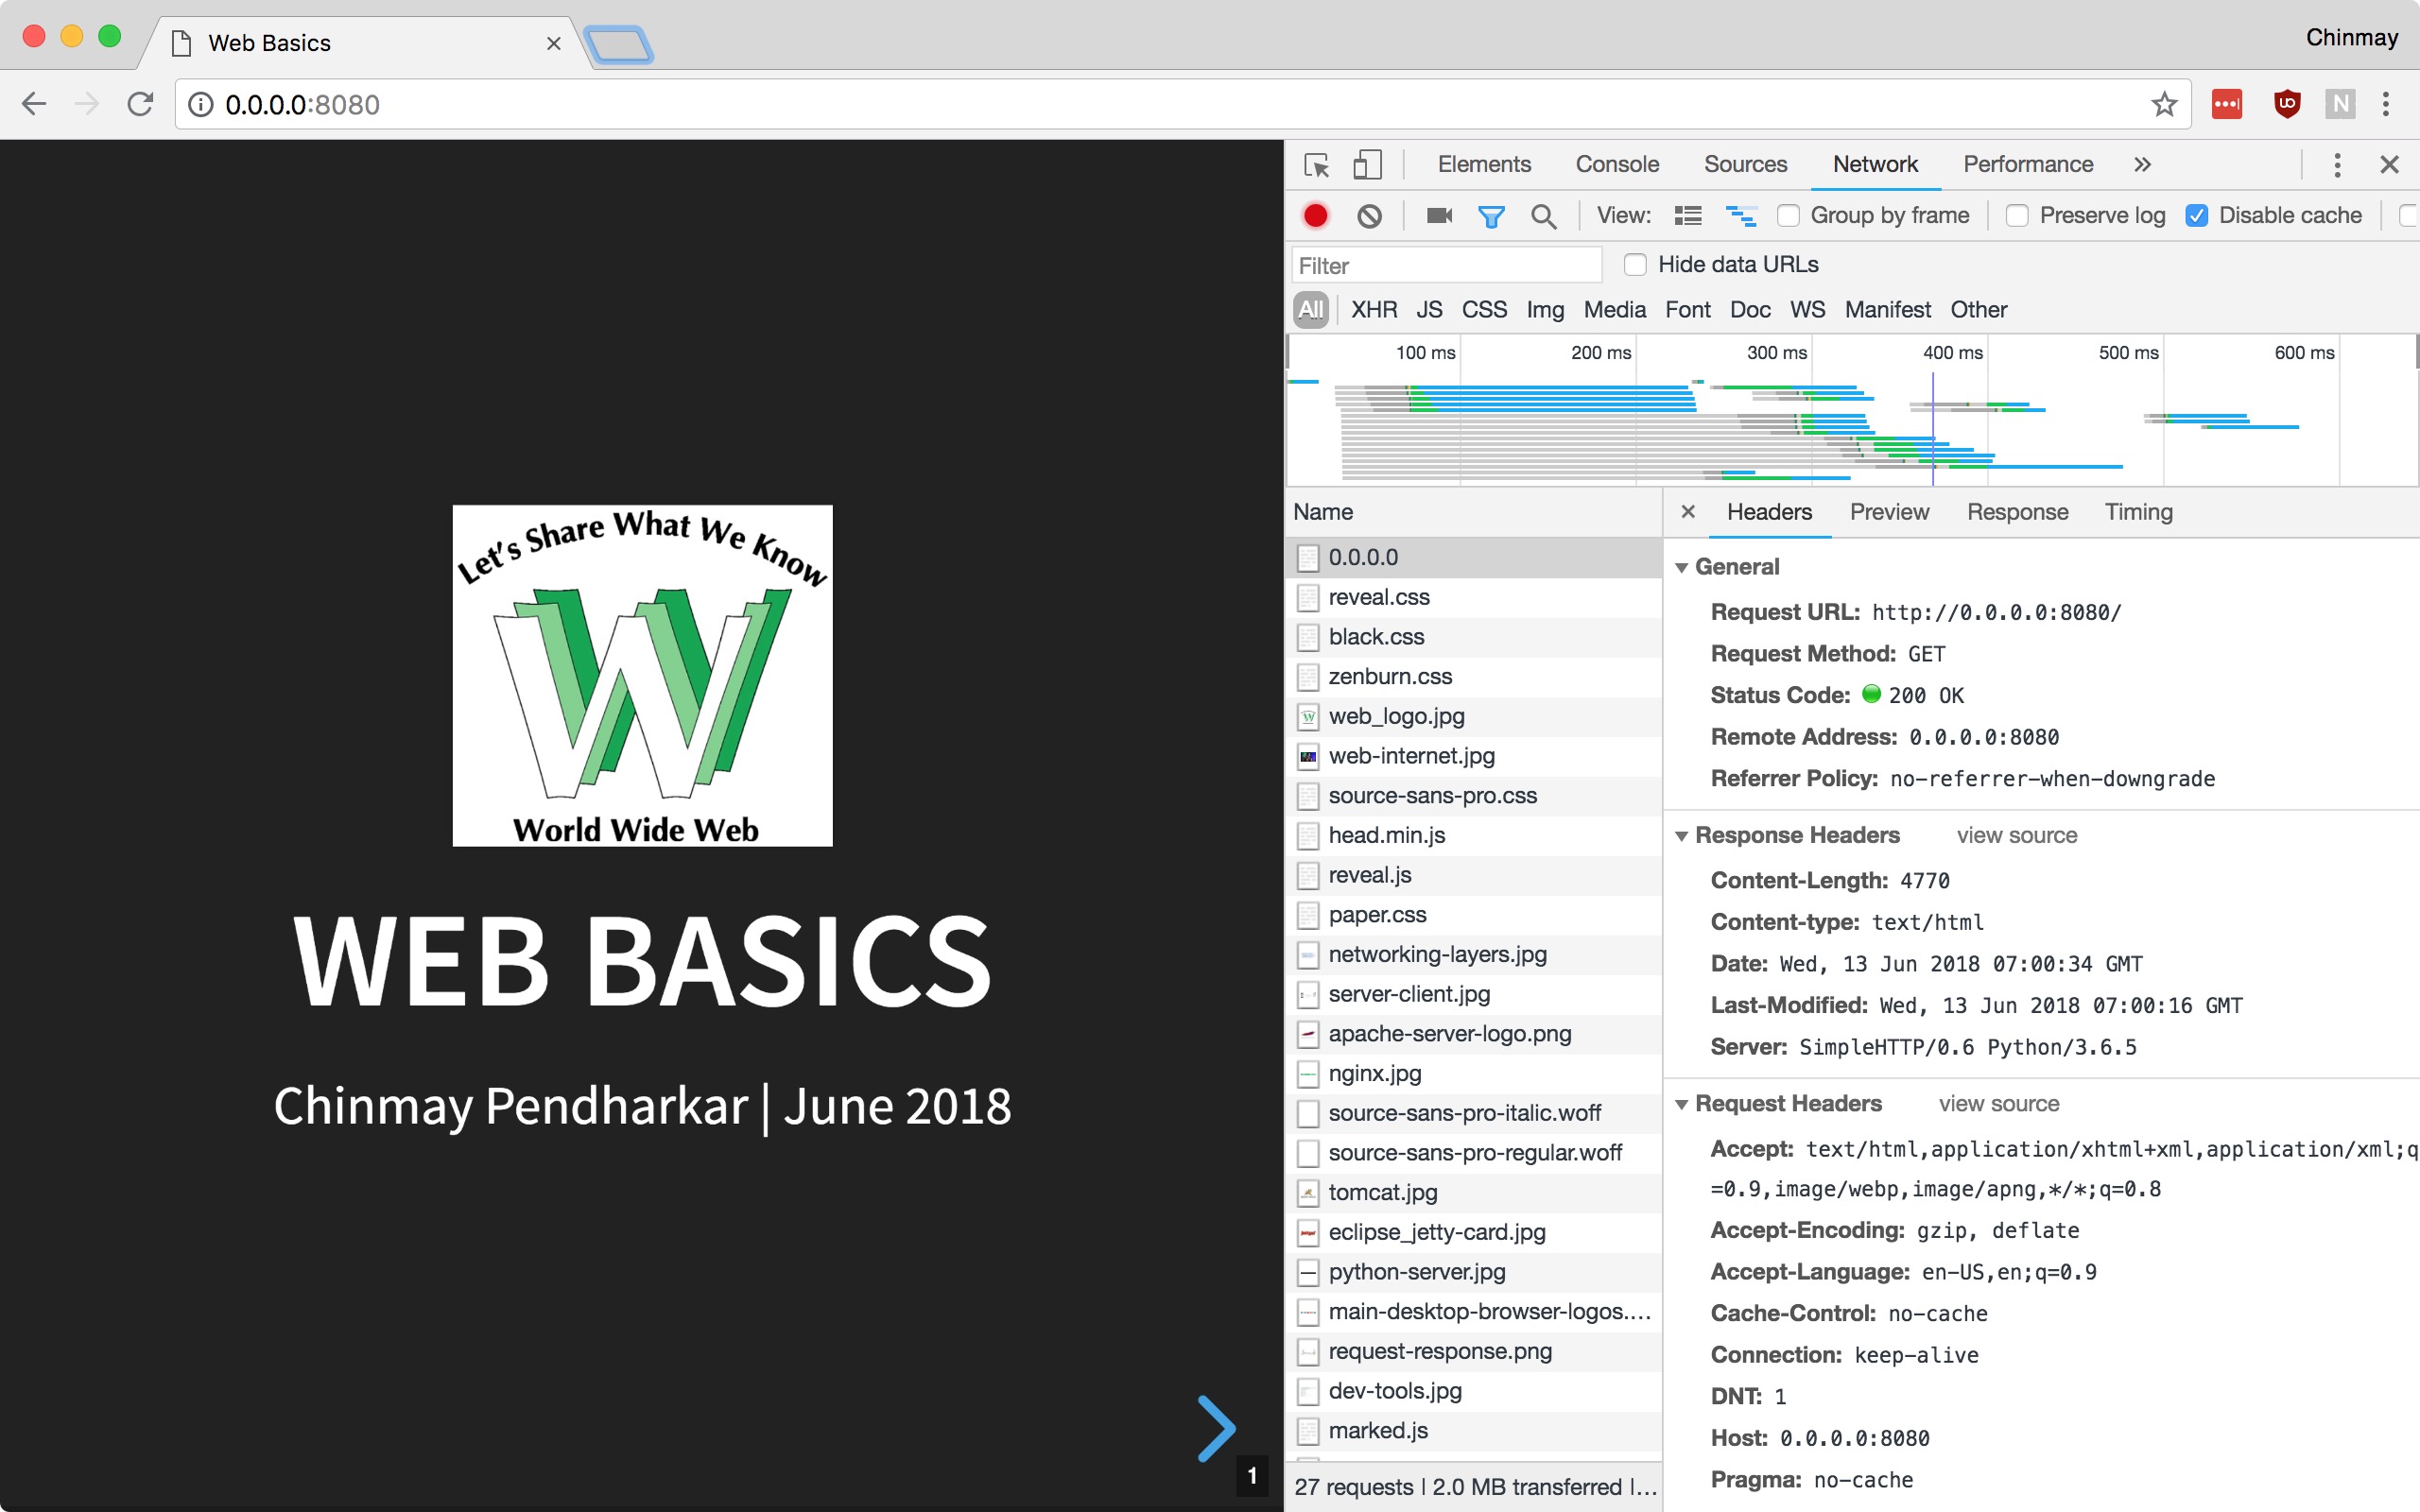 Web Basics
Chinmay
0.0.0.0:8080
Let's Share What We Know
World Wide Web
WEB BASICS
Chinmay Pendharkar | June 2018
1
Elements Console Sources Network Performance »
View: Group by frame Preserve log Disable cache
Filter Hide data URLs
All XHR JS CSS Img Media Font Doc WS Manifest Other
100 ms 200 ms 300 ms 400 ms 500 ms 600 ms
Name
0.0.0.0
reveal.css
black.css
zenburn.css
web_logo.jpg
web-internet.jpg
source-sans-pro.css
head.min.js
reveal.js
paper.css
networking-layers.jpg
server-client.jpg
apache-server-logo.png
nginx.jpg
source-sans-pro-italic.woff
source-sans-pro-regular.woff
tomcat.jpg
eclipse_jetty-card.jpg
python-server.jpg
main-desktop-browser-logos....
request-response.png
dev-tools.jpg
marked.js
27 requests | 2.0 MB transferred |...
Headers Preview Response Timing
General
Request URL: http://0.0.0.0:8080/
Request Method: GET
Status Code: 200 OK
Remote Address: 0.0.0.0:8080
Referrer Policy: no-referrer-when-downgrade
Response Headers view source
Content-Length: 4770
Content-type: text/html
Date: Wed, 13 Jun 2018 07:00:34 GMT
Last-Modified: Wed, 13 Jun 2018 07:00:16 GMT
Server: SimpleHTTP/0.6 Python/3.6.5
Request Headers view source
Accept: text/html,application/xhtml+xml,application/xml;q
=0.9,image/webp,image/apng,*/*;q=0.8
Accept-Encoding: gzip, deflate
Accept-Language: en-US,en;q=0.9
Cache-Control: no-cache
Connection: keep-alive
DNT: 1
Host: 0.0.0.0:8080
Pragma: no-cache